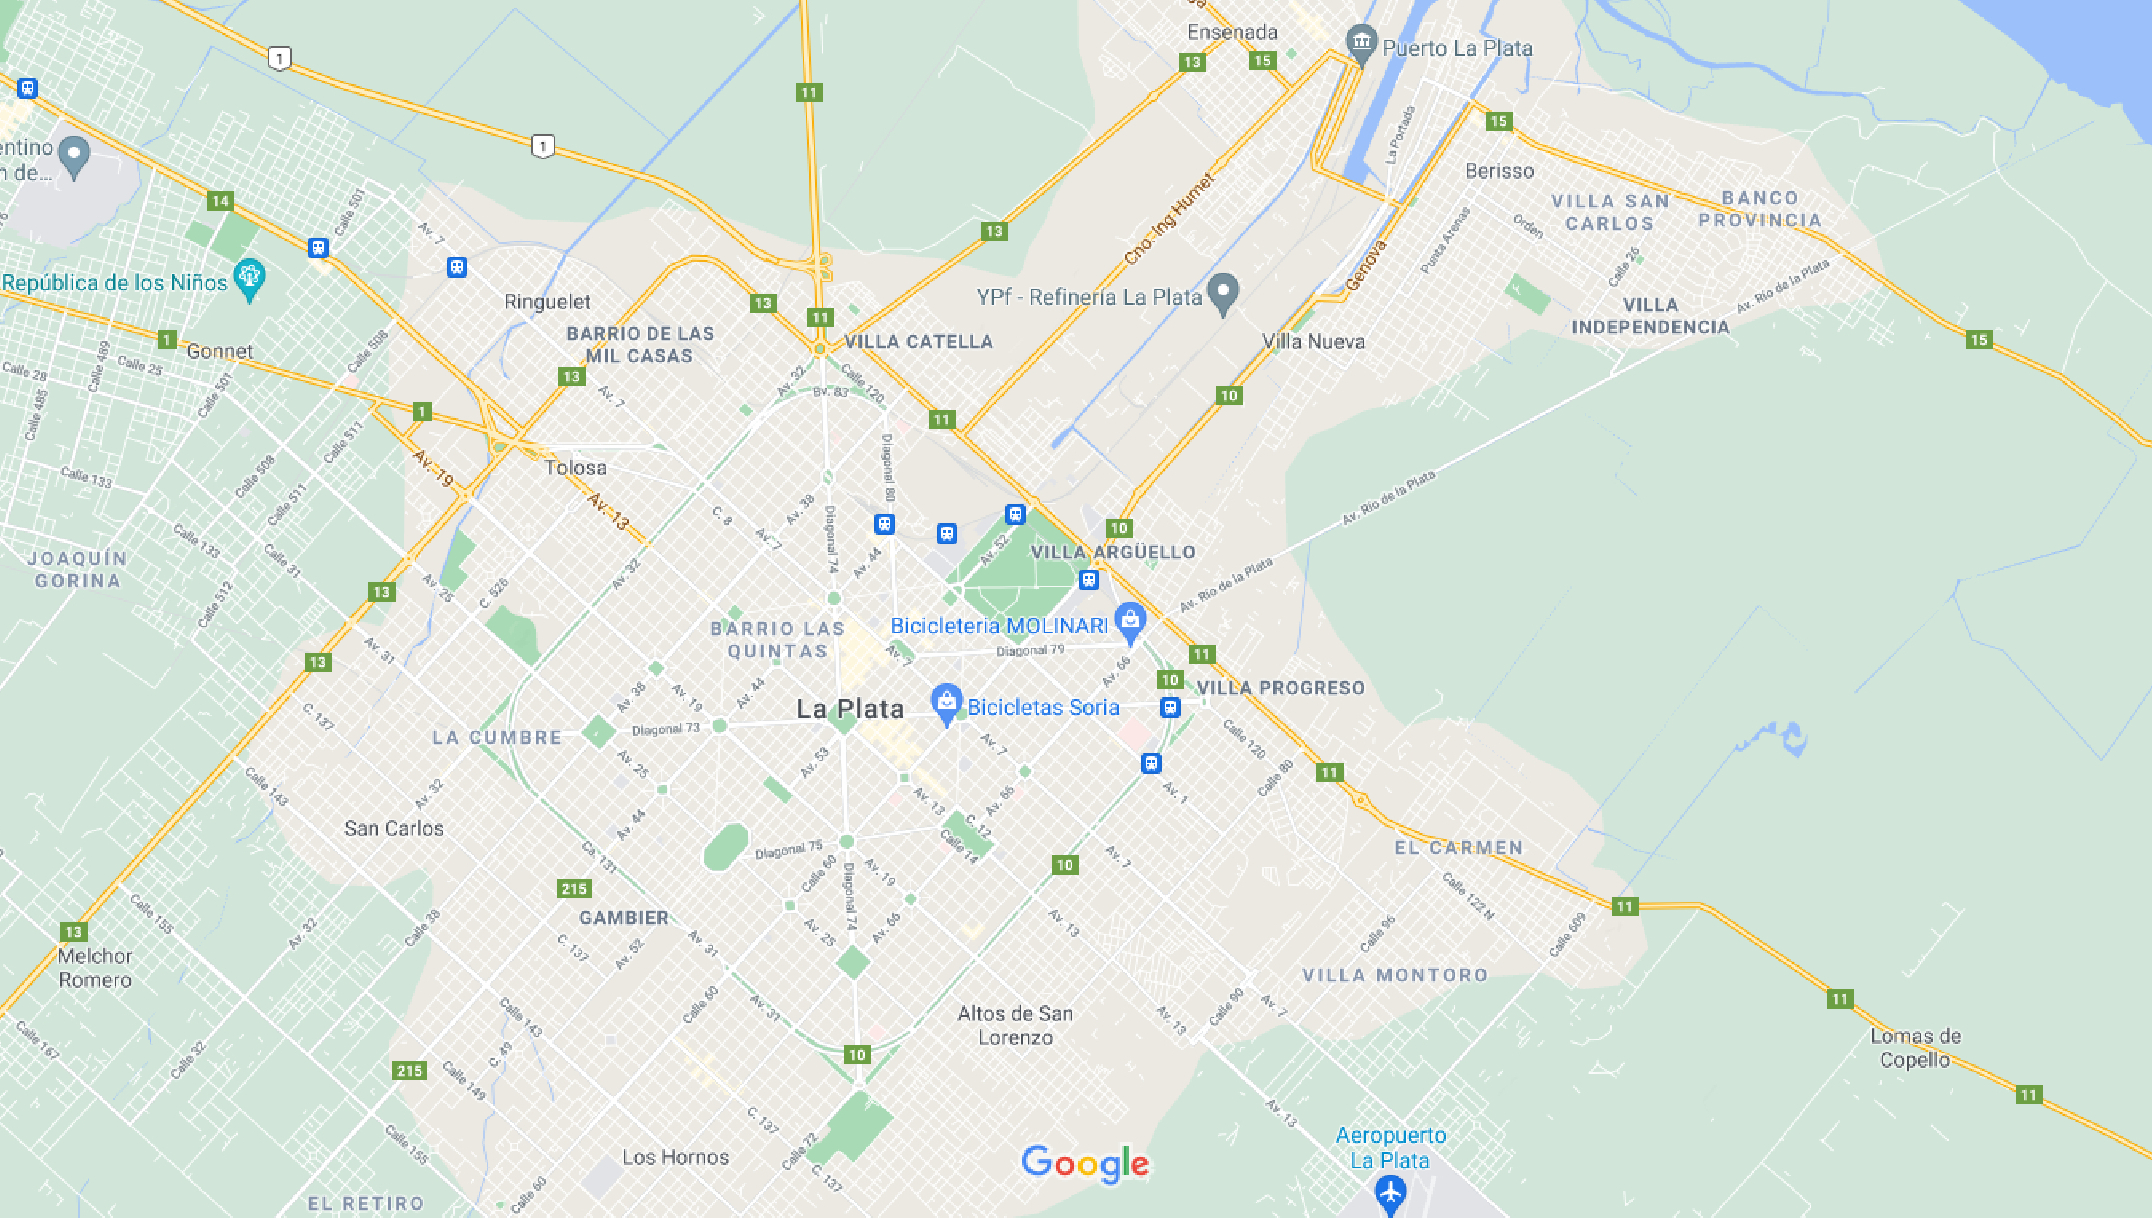 Ensenada
Puerto La Plata
1
11
13
15
15
1
La Portada
entino
n de...
14
Calle 501
Av. 7
Berisso
VILLA SAN
CARLOS
BANCO
PROVINCIA
13
Cno. Ing Humet
Punta Arenas
Orden
Genova
Calle 26
Av. Rio de la Plata
República de los Niños
Ringuelet
13
11
YPf - Refinería La Plata
VILLA
INDEPENDENCIA
15
1
Gonnet
Calle 508
BARRIO DE LAS
MIL CASAS
VILLA CATELLA
Villa Nueva
Calle 28
Calle 489
Calle 25
Calle 501
Calle 485
13
Av. 7
Av. 32
Bv. 83
Calle 120
10
1
11
Calle 511
Av. 19
Tolosa
Diagonal 80
Calle 133
Calle 508
Calle 511
Av. 13
C. 8
Av. 38
Av. 7
Diagonal 74
Av. 44
Av. 52
10
Av. Rio de la Plata
VILLA ARGÜELLO
JOAQUÍN
GORINA
Calle 133
Calle 31
Calle 512
13
Av. 25
C. 526
Av. 32
Av. Rio de la Plata
BARRIO LAS
QUINTAS
Bicicleteria MOLINARI
Av. 7
Diagonal 79
Av. 66
11
13
Av. 31
10
VILLA PROGRESO
Av. 38
Av. 19
Av. 44
La Plata
Bicicletas Soria
C. 137
LA CUMBRE
Diagonal 73
Av. 25
Av. 53
Av. 7
Calle 120
Calle 80
11
Calle 143
Av. 32
Av. 44
Av. 13
Av. 66
Av. 1
San Carlos
C. 12
Calle 14
Ca. 131
Diagonal 75
Calle 60
Av. 19
Diagonal 74
Av. 7
10
EL CARMEN
215
GAMBIER
Calle 122 N
11
Calle 155
Av. 32
Calle 38
C. 137
Av. 52
Av. 31
Av. 25
Av. 66
Av. 13
Calle 96
Calle 609
13
Melchor
Romero
VILLA MONTORO
Calle 60
Av. 31
Altos de San
Lorenzo
Av. 13
Calle 90
Av. 7
11
Calle 167
Calle 32
Calle 143
C. 49
10
Lomas de
Copello
215
Calle 149
11
Calle 155
C. 137
Calle 72
C. 137
Av. 13
Los Hornos
Google
Aeropuerto
La Plata
EL RETIRO
Calle 60